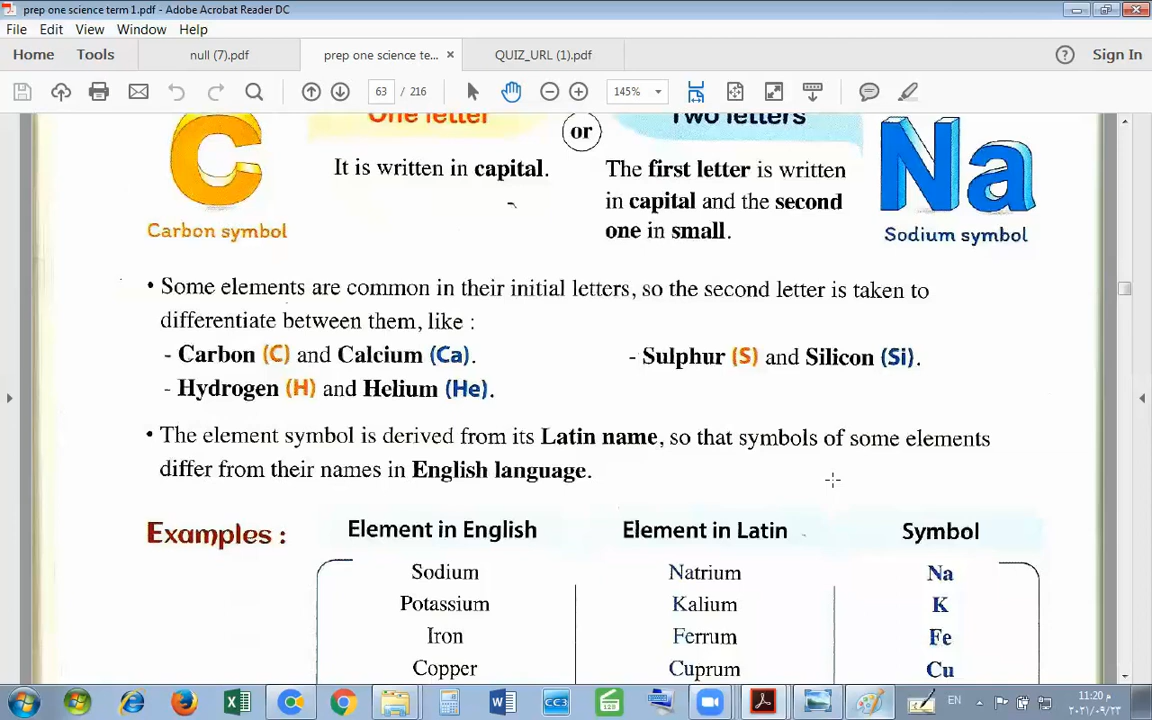 prep one science term 1.pdf - Adobe Acrobat Reader DC
File Edit View Window Help
Home Tools null (7).pdf prep one science te... × QUIZ_URL (1).pdf Sign In
63 / 216 145%
One letter or Two letters
C
It is written in capital.
Carbon symbol
The first letter is written
in capital and the second
one in small.
Na
Sodium symbol
• Some elements are common in their initial letters, so the second letter is taken to
differentiate between them, like :
- Carbon (C) and Calcium (Ca). - Sulphur (S) and Silicon (Si).
- Hydrogen (H) and Helium (He).
• The element symbol is derived from its Latin name, so that symbols of some elements
differ from their names in English language.
Examples : Element in English Element in Latin Symbol
Sodium Natrium Na
Potassium Kalium K
Iron Ferrum Fe
Copper Cuprum Cu
EN
11:20 م
٢٠٢١/٠٩/٢٣